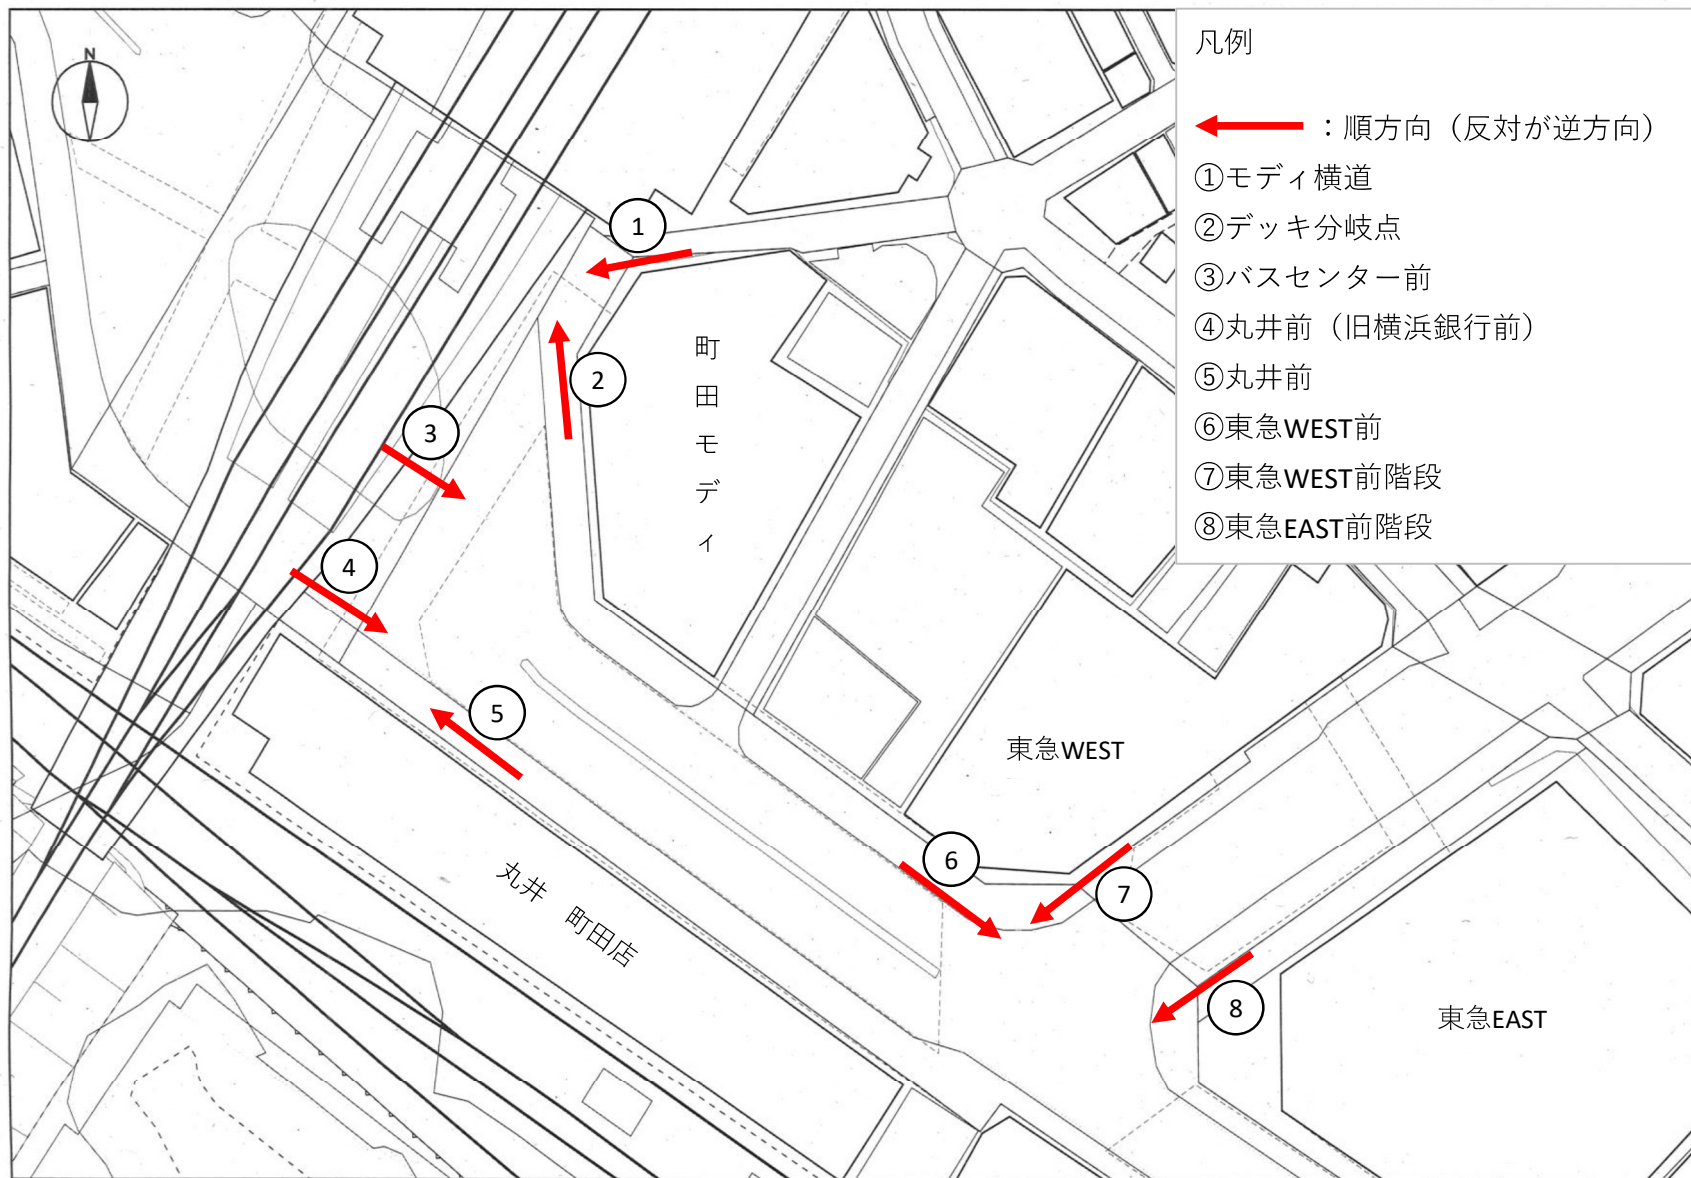 N
凡例
：順方向（反対が逆方向）
①モディ横道
②デッキ分岐点
③バスセンター前
④丸井前（旧横浜銀行前）
⑤丸井前
⑥東急WEST前
⑦東急WEST前階段
⑧東急EAST前階段
1
2
町田モディ
3
4
5
東急WEST
6
7
丸井 町田店
8
東急EAST